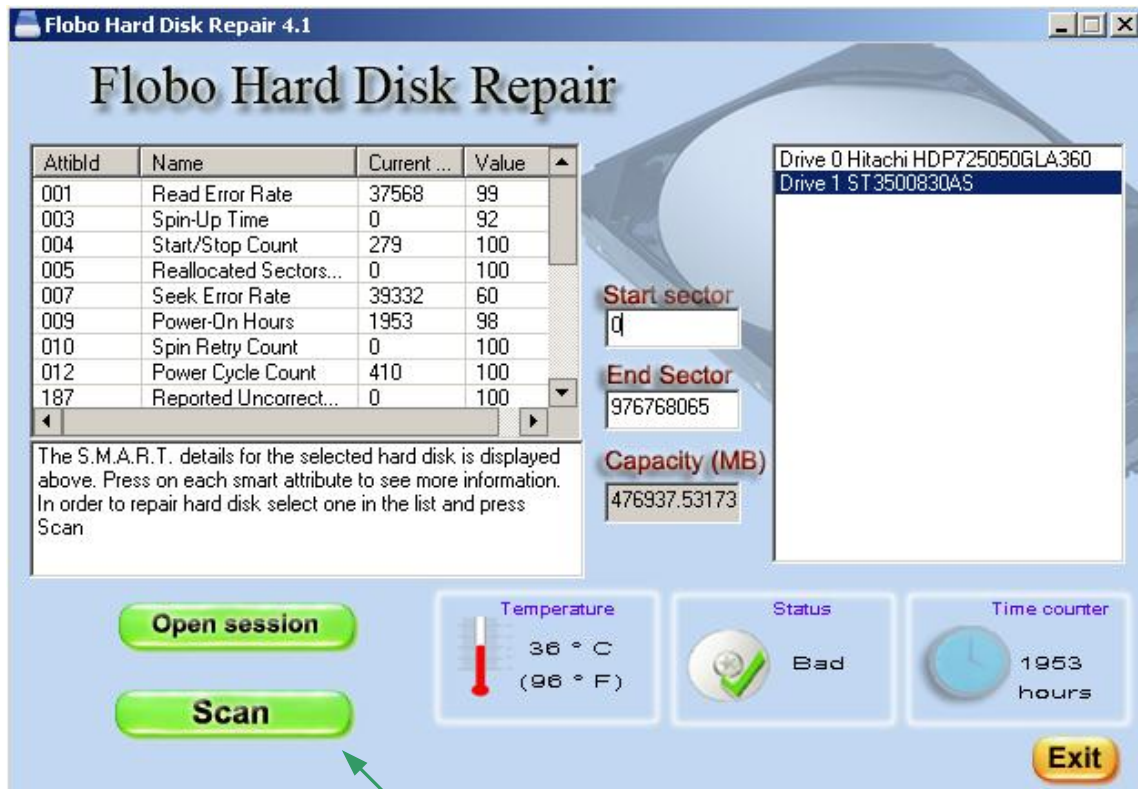 Flobo Hard Disk Repair 4.1
Flobo Hard Disk Repair
AttibId Name Current ... Value
001 Read Error Rate 37568 99
003 Spin-Up Time 0 92
004 Start/Stop Count 279 100
005 Reallocated Sectors... 0 100
007 Seek Error Rate 39332 60
009 Power-On Hours 1953 98
010 Spin Retry Count 0 100
012 Power Cycle Count 410 100
187 Reported Uncorrect... 0 100
The S.M.A.R.T. details for the selected hard disk is displayed
above. Press on each smart attribute to see more information.
In order to repair hard disk select one in the list and press
Scan
Start sector
0
End Sector
976768065
Capacity (MB)
476937.53173
Drive 0 Hitachi HDP725050GLA360
Drive 1 ST3500830AS
Open session
Scan
Temperature
36 ° C
(96 ° F)
Status
Bad
Time counter
1953
hours
Exit